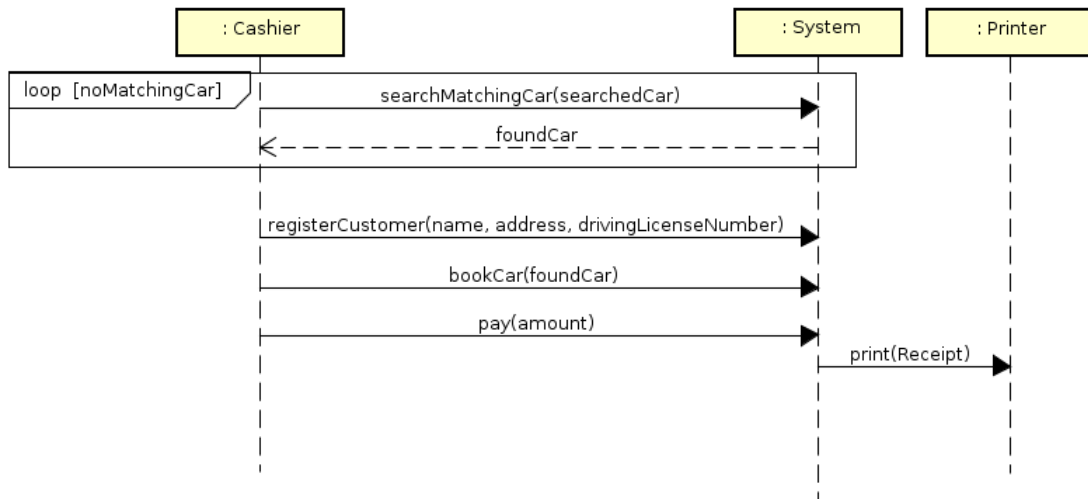 : Cashier
: System
: Printer
loop [noMatchingCar]
searchMatchingCar(searchedCar)
foundCar
registerCustomer(name, address, drivingLicenseNumber)
bookCar(foundCar)
pay(amount)
print(Receipt)